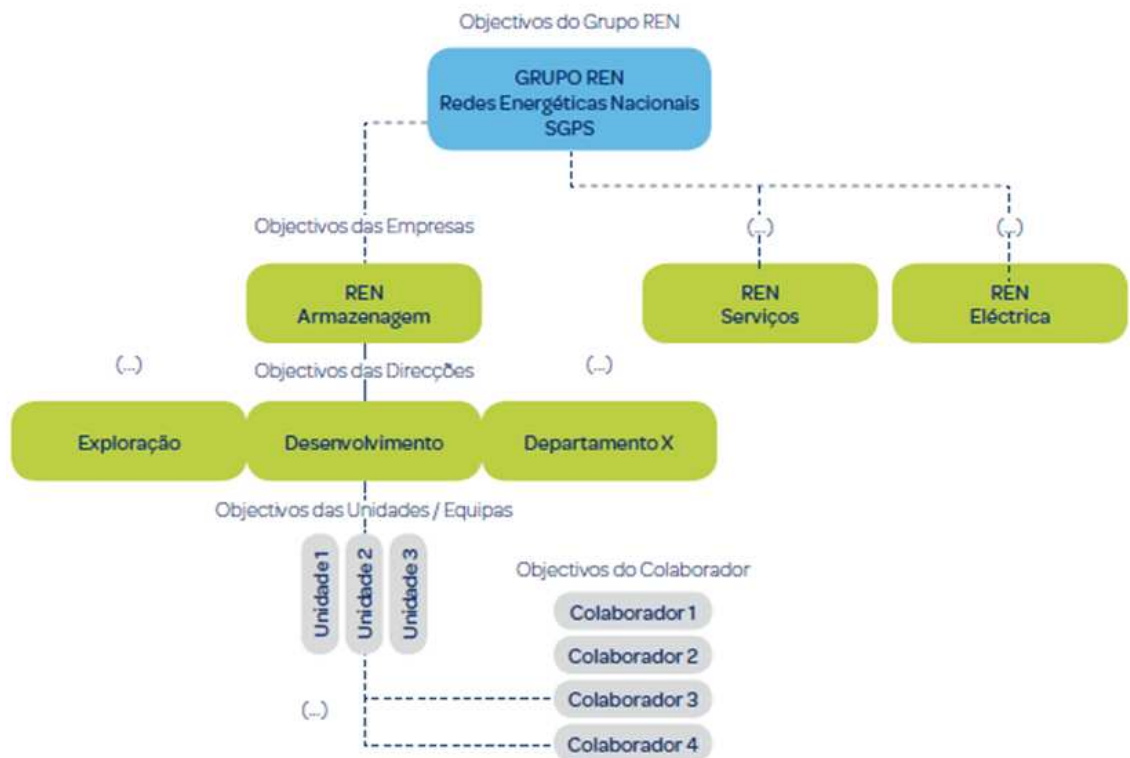 Objectivos do Grupo REN
GRUPO REN
Redes Energéticas Nacionais
SGPS
Objectivos das Empresas
(...)
(...)
REN
Armazenagem
REN
Serviços
REN
Eléctrica
(...)
Objectivos das Direcções
(...)
Exploração
Desenvolvimento
Departamento X
Objectivos das Unidades / Equipas
Unidade 1
Unidade 2
Unidade 3
Objectivos do Colaborador
Colaborador 1
Colaborador 2
Colaborador 3
(...)
Colaborador 4